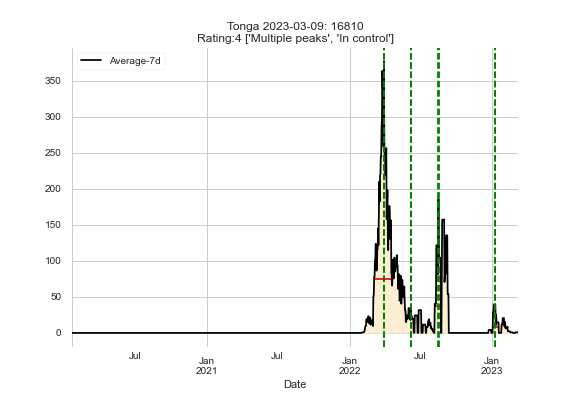 Tonga 2023-03-09: 16810
Rating:4 ['Multiple peaks', 'In control']
Average-7d
350
300
250
200
150
100
50
0
Jul
Jan
2021
Jul
Jan
2022
Jul
Jan
2023
Date